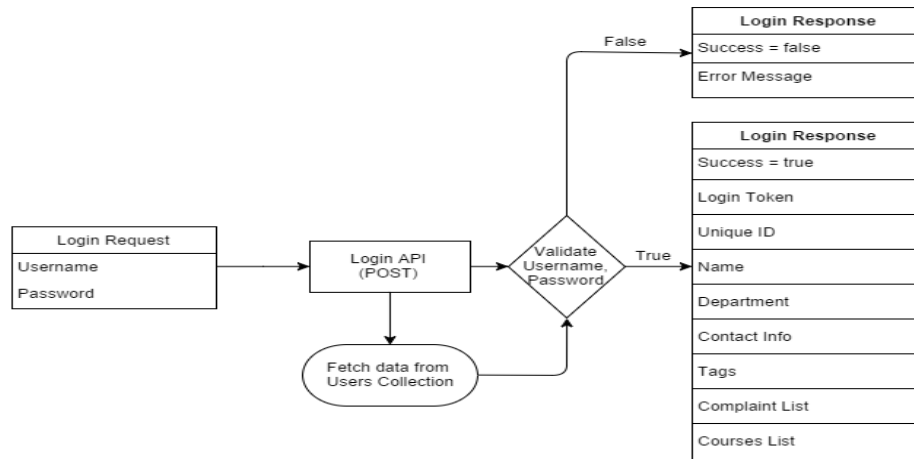 Login Request
Username
Password
Login API
(POST)
Fetch data from
Users Collection
Validate
Username,
Password
False
True
Login Response
Success = false
Error Message
Login Response
Success = true
Login Token
Unique ID
Name
Department
Contact Info
Tags
Complaint List
Courses List